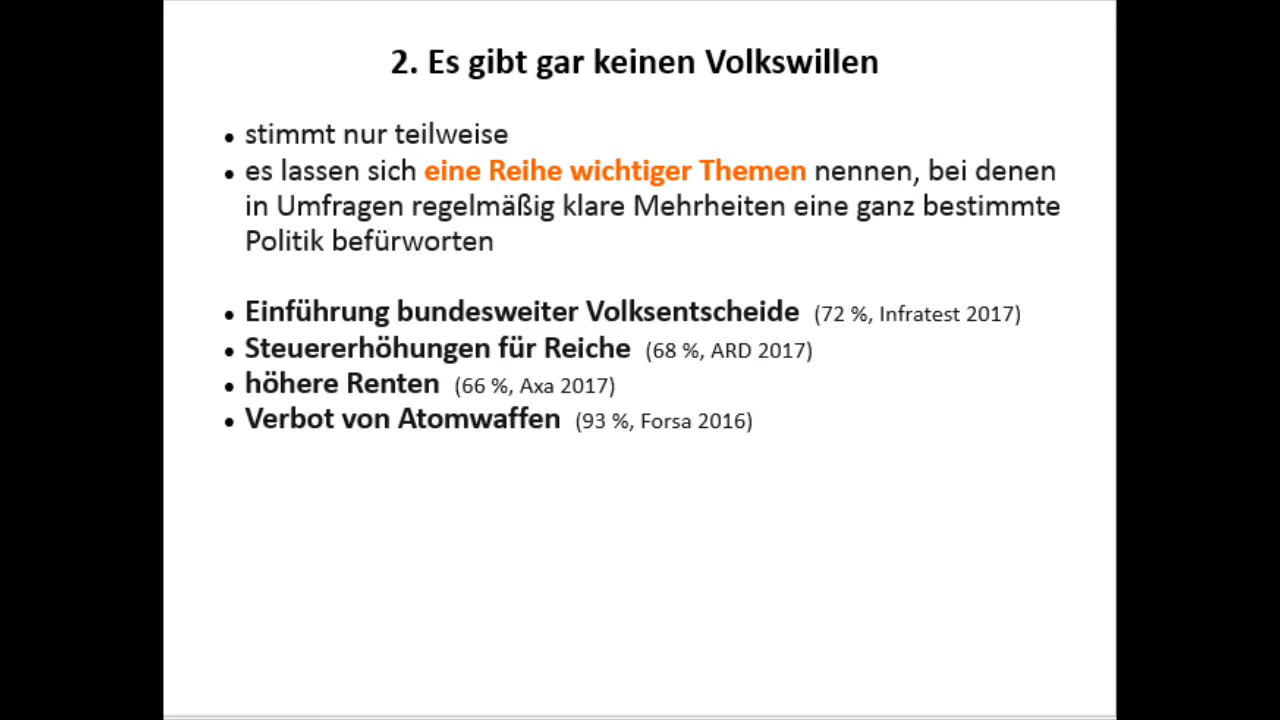 2. Es gibt gar keinen Volkswillen
• stimmt nur teilweise
• es lassen sich eine Reihe wichtiger Themen nennen, bei denen
in Umfragen regelmäßig klare Mehrheiten eine ganz bestimmte
Politik befürworten
• Einführung bundesweiter Volksentscheide (72 %, Infratest 2017)
• Steuererhöhungen für Reiche (68 %, ARD 2017)
• höhere Renten (66 %, Axa 2017)
• Verbot von Atomwaffen (93 %, Forsa 2016)